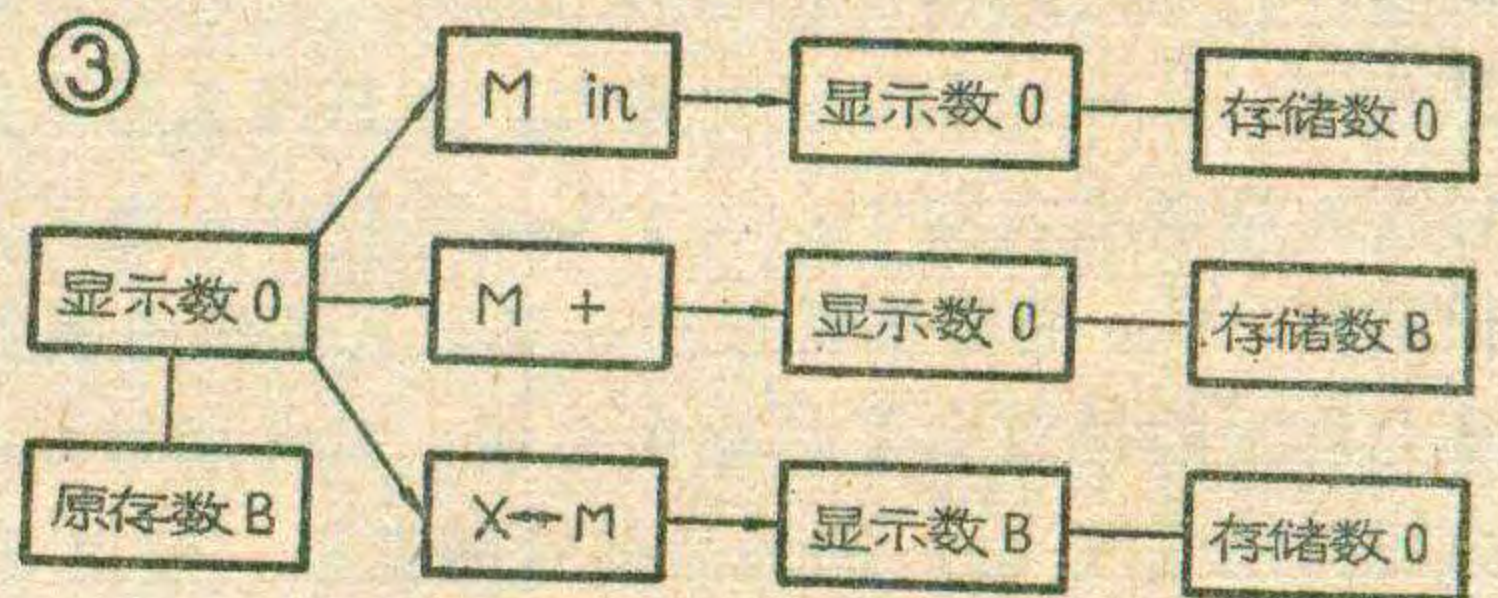 ③
M in 显示数 0 存储数 0
显示数 0 M + 显示数 0 存储数 B
原存数 B X↔M 显示数 B 存储数 0